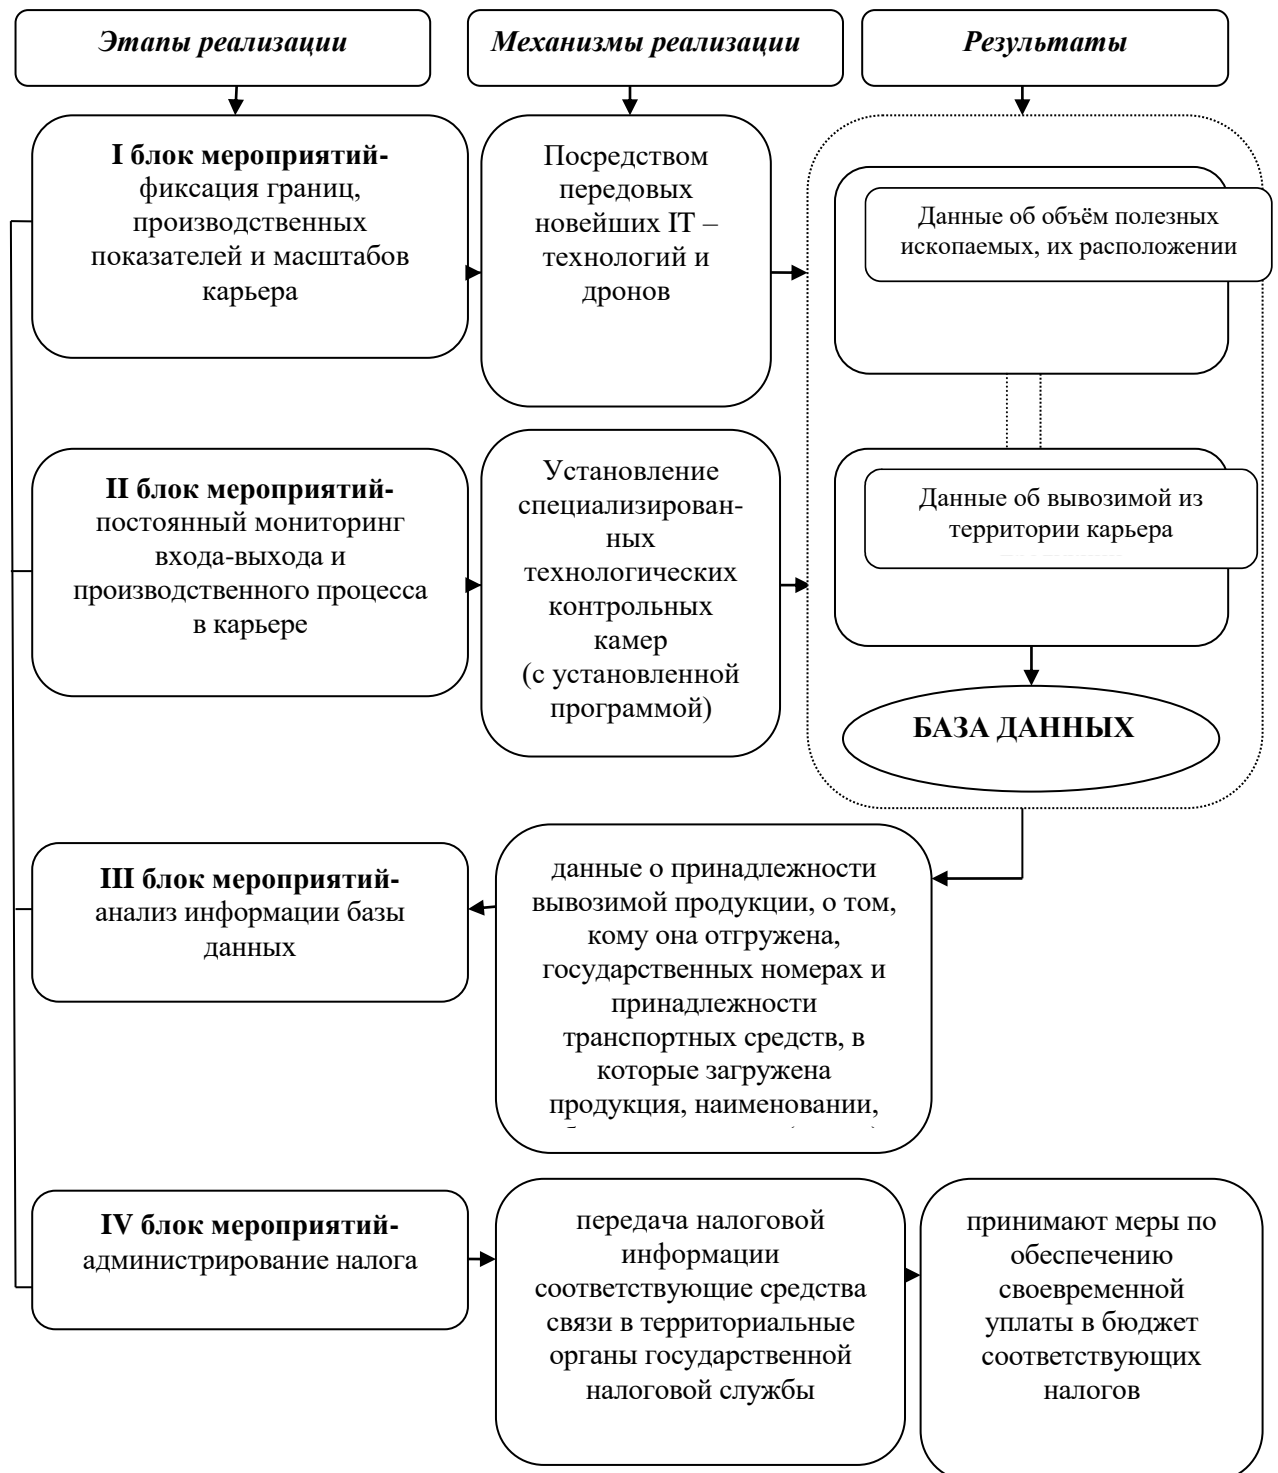 Этапы реализации
Механизмы реализации
Результаты
I блок мероприятий-
фиксация границ,
производственных
показателей и масштабов
карьера
Посредством
передовых
новейших IT –
технологий и
дронов
Данные об объём полезных
ископаемых, их расположении
II блок мероприятий-
постоянный мониторинг
входа-выхода и
производственного процесса
в карьере
Установление
специализирован-
ных
технологических
контрольных
камер
(с установленной
программой)
Данные об вывозимой из
территории карьера
БАЗА ДАННЫХ
III блок мероприятий-
анализ информации базы
данных
данные о принадлежности
вывозимой продукции, о том,
кому она отгружена,
государственных номерах и
принадлежности
транспортных средств, в
которые загружена
продукция, наименовании,
IV блок мероприятий-
администрирование налога
передача налоговой
информации
соответствующие средства
связи в территориальные
органы государственной
налоговой службы
принимают меры по
обеспечению
своевременной
уплаты в бюджет
соответствующих
налогов